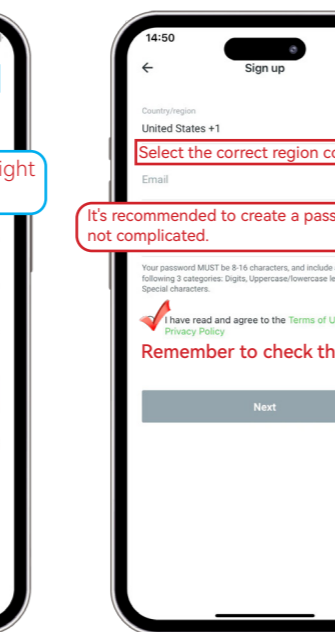 ight
14:50
Sign up
Country/region
United States +1
Select the correct region co
Email
It's recommended to create a pass
not complicated.
Your password MUST be 8-16 characters, and include
following 3 categories: Digits, Uppercase/lowercase le
Special characters.
I have read and agree to the Terms of U
Privacy Policy
Remember to check th
Next